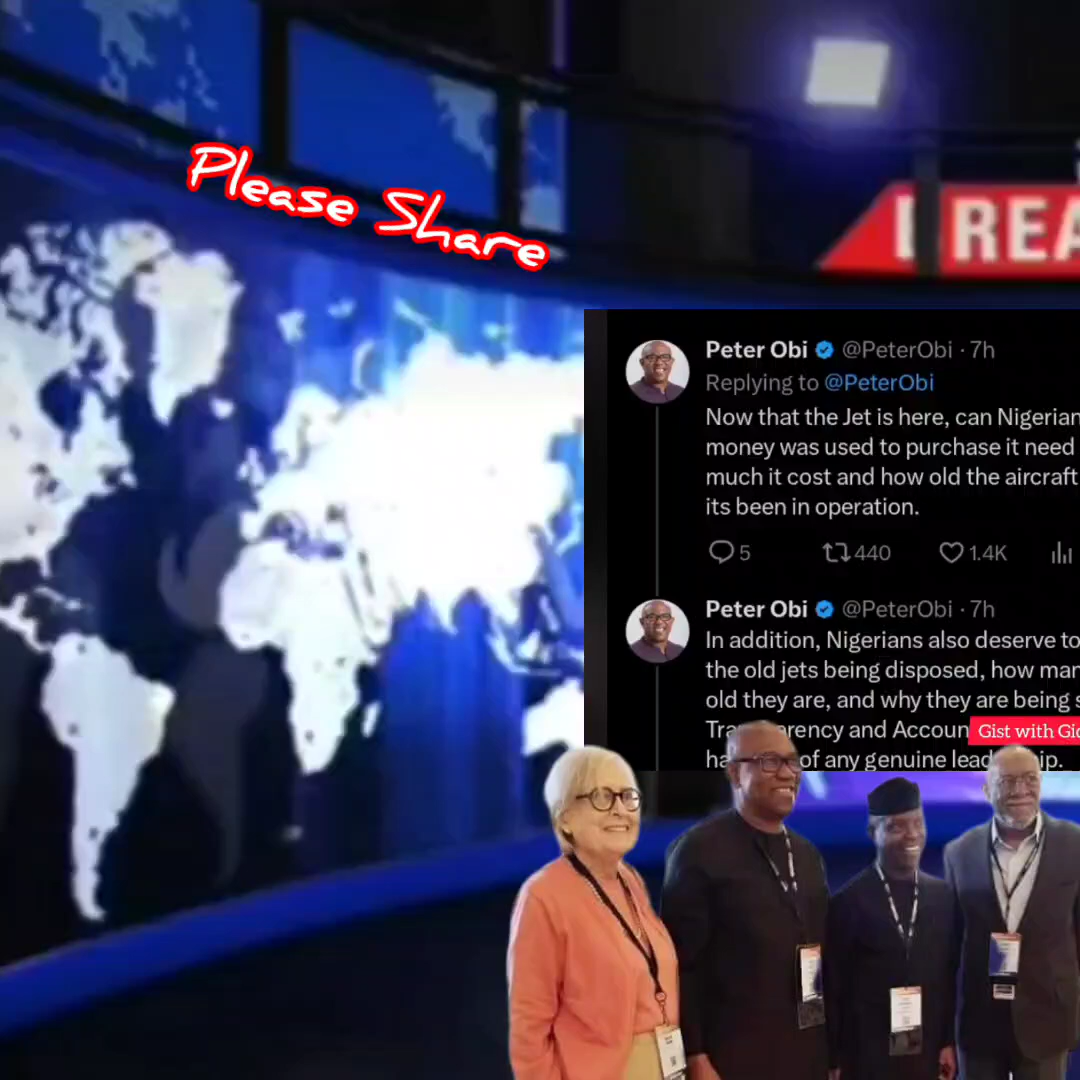 Please Share
REA
Peter Obi @PeterObi · 7h
Replying to @PeterObi
Now that the Jet is here, can Nigerian
money was used to purchase it need
much it cost and how old the aircraft
its been in operation.
5 440 1.4K
Peter Obi @PeterObi · 7h
In addition, Nigerians also deserve to
the old jets being disposed, how man
old they are, and why they are being s
and Accoun
Gist with Gi
of any genuine